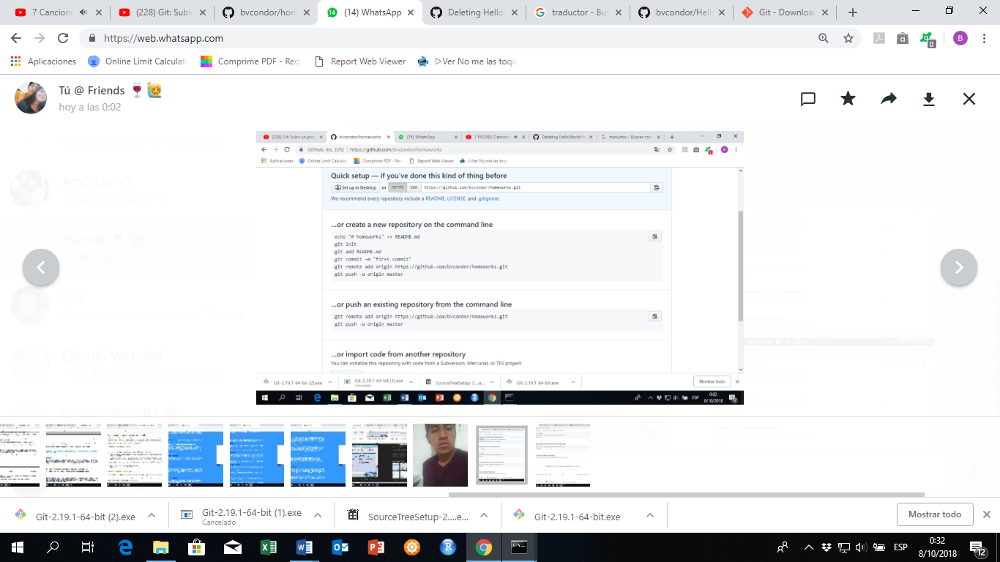 7 Cancione
(228) Git: Subir
bvcondor/hom
(14) WhatsApp
Deleting Hello
traductor - Bus
bvcondor/Hell
Git - Download
https://web.whatsapp.com
Aplicaciones
Online Limit Calculate
Comprime PDF - Red
Report Web Viewer
▷Ver No me las toqu
Tú @ Friends 🍷🙋
hoy a las 0:02
(228) Git: Subir un proy
bvcondor/homeworks
(15) WhatsApp
7 PEORES Cancione
Deleting HelloWorld/
traductor - Buscar con
GitHub, Inc. [US] | https://github.com/bvcondor/homeworks
Aplicaciones
Online Limit Calculat
Comprime PDF - Red
Report Web Viewer
▷Ver No me las toq
Quick setup — if you've done this kind of thing before
Set up in Desktop or HTTPS SSH https://github.com/bvcondor/homeworks.git
We recommend every repository include a README, LICENSE, and .gitignore.
...or create a new repository on the command line
echo "# homeworks" >> README.md
git init
git add README.md
git commit -m "first commit"
git remote add origin https://github.com/bvcondor/homeworks.git
git push -u origin master
...or push an existing repository from the command line
git remote add origin https://github.com/bvcondor/homeworks.git
git push -u origin master
...or import code from another repository
You can initialize this repository with code from a Subversion, Mercurial, or TFS project.
Git-2.19.1-64-bit (2).exe
Git-2.19.1-64-bit (1).exe
Cancelado
SourceTreeSetup-2....e...
Git-2.19.1-64-bit.exe
Mostrar todo
ESP
0:02
8/10/2018
Amorcin <3
Friends
Foto
Luis
Calculo Vectorial
Grupo Dinamita
Git-2.19.1-64-bit (2).exe
Git-2.19.1-64-bit (1).exe
Cancelado
SourceTreeSetup-2....e...
Git-2.19.1-64-bit.exe
Mostrar todo
ESP
0:32
8/10/2018
12